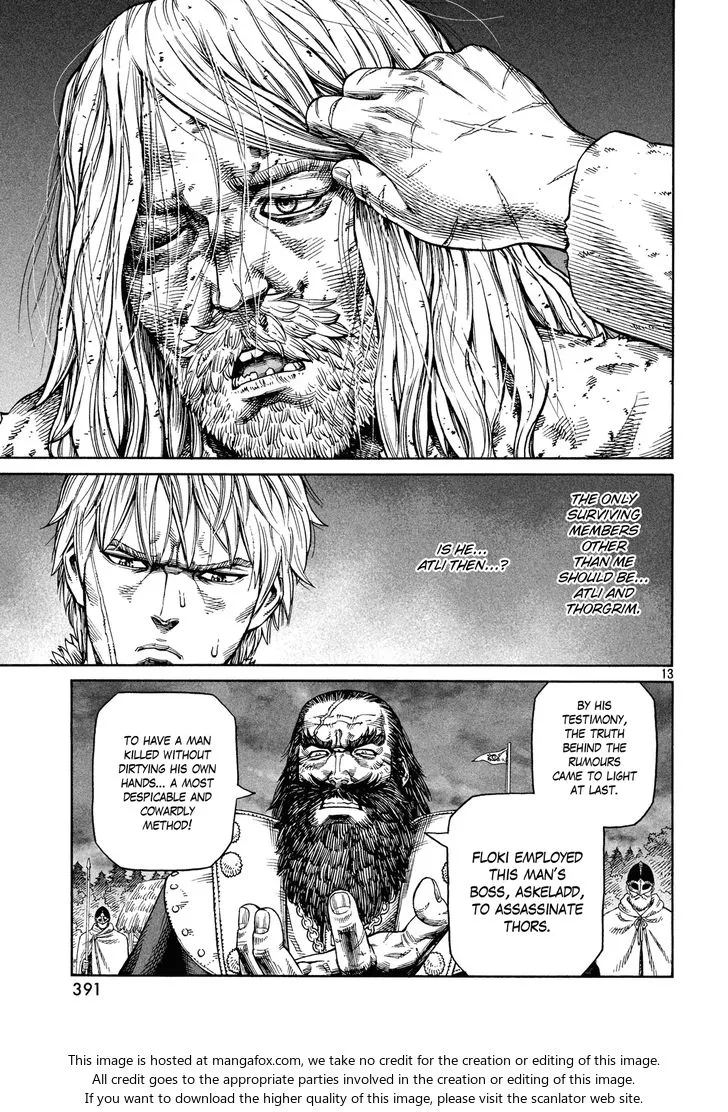 THE ONLY
SURVIVING
MEMBERS
OTHER
THAN ME
SHOULD BE...
ATLI AND
THORGRIM.
IS HE...
ATLI THEN...?
13
BY HIS
TESTIMONY,
THE TRUTH
BEHIND THE
RUMOURS
CAME TO LIGHT
AT LAST.
FLOKI EMPLOYED
THIS MAN'S
BOSS, ASKELADD,
TO ASSASSINATE
THORS.
TO HAVE A MAN
KILLED WITHOUT
DIRTYING HIS OWN
HANDS... A MOST
DESPICABLE AND
COWARDLY
METHOD!
391
This image is hosted at mangafox.com, we take no credit for the creation or editing of this image.
All credit goes to the appropriate parties involved in the creation or editing of this image.
If you want to download the higher quality of this image, please visit the scanlator web site.